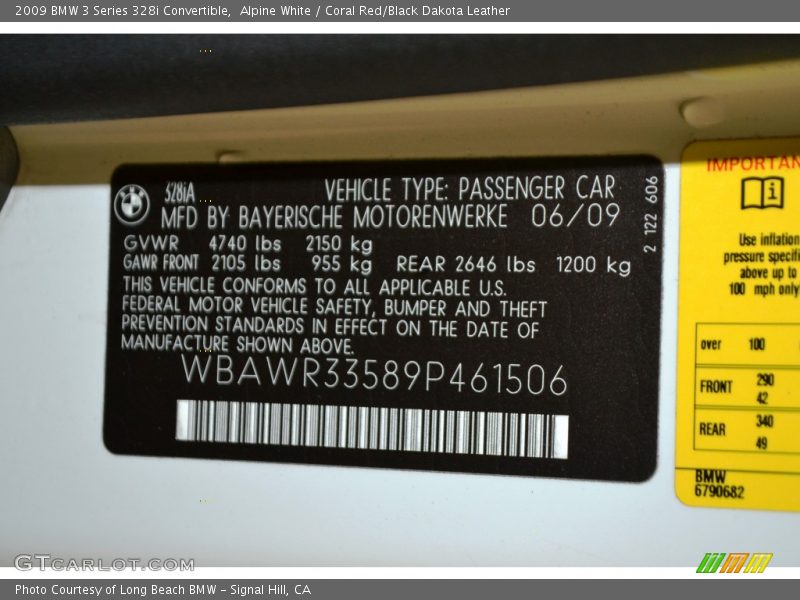 2009 BMW 3 Series 328i Convertible,  Alpine White / Coral Red/Black Dakota Leather
328iA VEHICLE TYPE: PASSENGER CAR
MFD BY BAYERISCHE MOTORENWERKE 06/09
GVWR 4740 lbs 2150 kg
GAWR FRONT 2105 lbs 955 kg REAR 2646 lbs 1200 kg
THIS VEHICLE CONFORMS TO ALL APPLICABLE U.S.
FEDERAL MOTOR VEHICLE SAFETY, BUMPER AND THEFT
PREVENTION STANDARDS IN EFFECT ON THE DATE OF
MANUFACTURE SHOWN ABOVE.
WBAWR33589P461506
2 122 606
IMPORTAN
Use inflation
pressure specifi
above up to
100 mph only
over 100
FRONT 290
42
REAR 340
49
BMW
6790682
GTCARLOT.COM
Photo Courtesy of Long Beach BMW – Signal Hill, CA